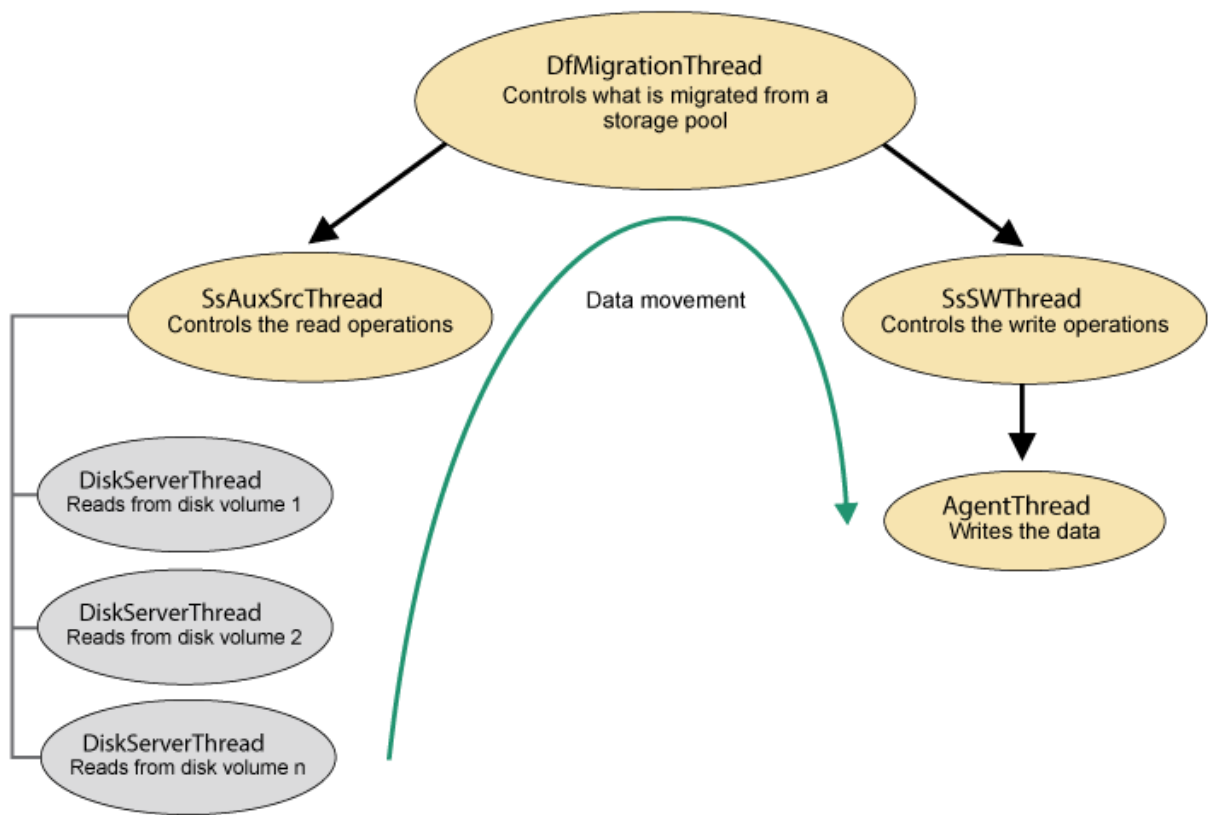 DfMigrationThread
Controls what is migrated from a
storage pool
SsAuxSrcThread
Controls the read operations
Data movement
SsSWThread
Controls the write operations
DiskServerThread
Reads from disk volume 1
AgentThread
Writes the data
DiskServerThread
Reads from disk volume 2
DiskServerThread
Reads from disk volume n